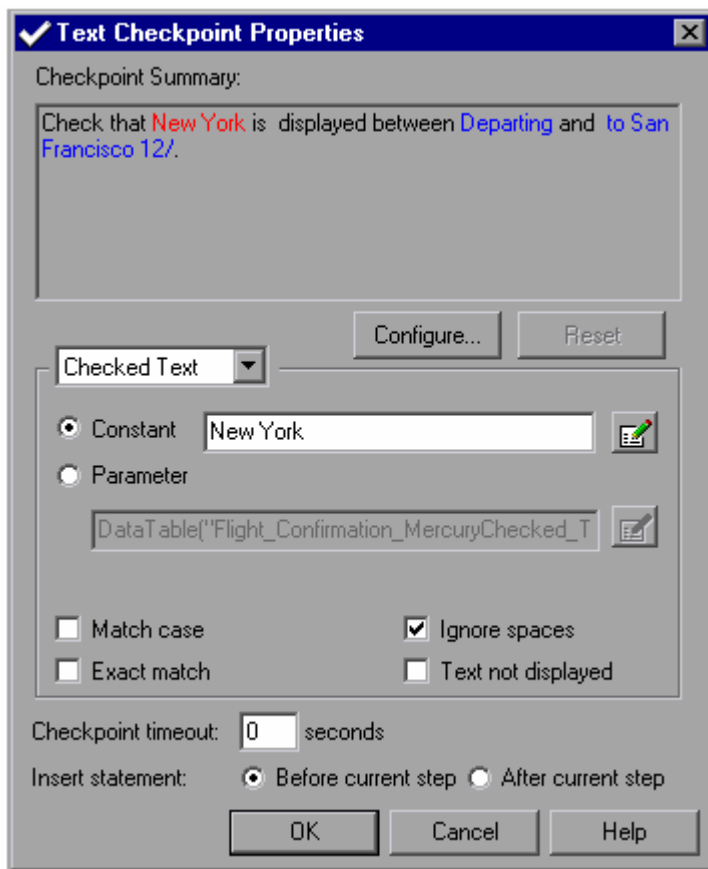 Text Checkpoint Properties
Checkpoint Summary:
Check that New York is displayed between Departing and to San
Francisco 12/.
Configure... Reset
Checked Text
Constant New York
Parameter
DataTable("Flight_Confirmation_MercuryChecked_T
Match case Ignore spaces
Exact match Text not displayed
Checkpoint timeout: 0 seconds
Insert statement: Before current step After current step
OK Cancel Help